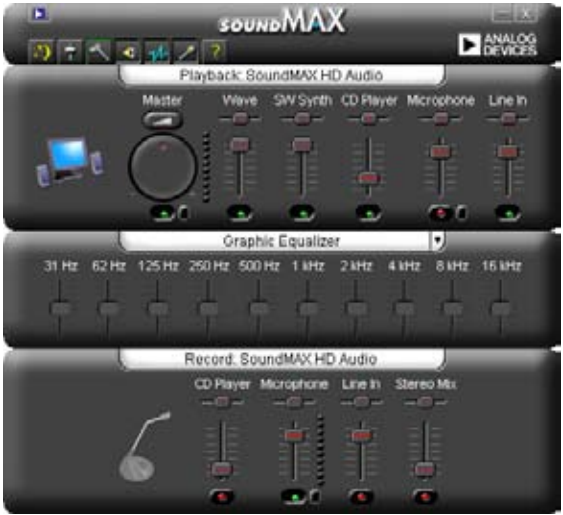 SOUNDMAX
ANALOG DEVICES
?
Playback: SoundMAX HD Audio
Master Wave SW Synth CD Player Microphone Line In
Graphic Equalizer
31 Hz 62 Hz 125 Hz 250 Hz 500 Hz 1 kHz 2 kHz 4 kHz 8 kHz 16 kHz
Record: SoundMAX HD Audio
CD Player Microphone Line In Stereo Mix